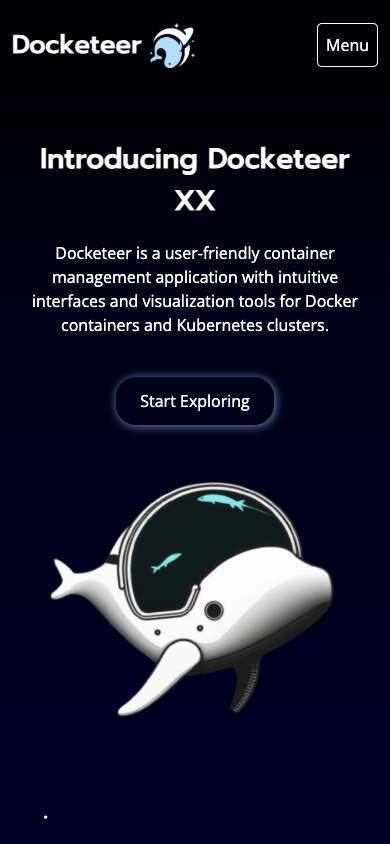 Docketeer
Menu
Introducing Docketeer
XX
Docketeer is a user-friendly container
management application with intuitive
interfaces and visualization tools for Docker
containers and Kubernetes clusters.
Start Exploring